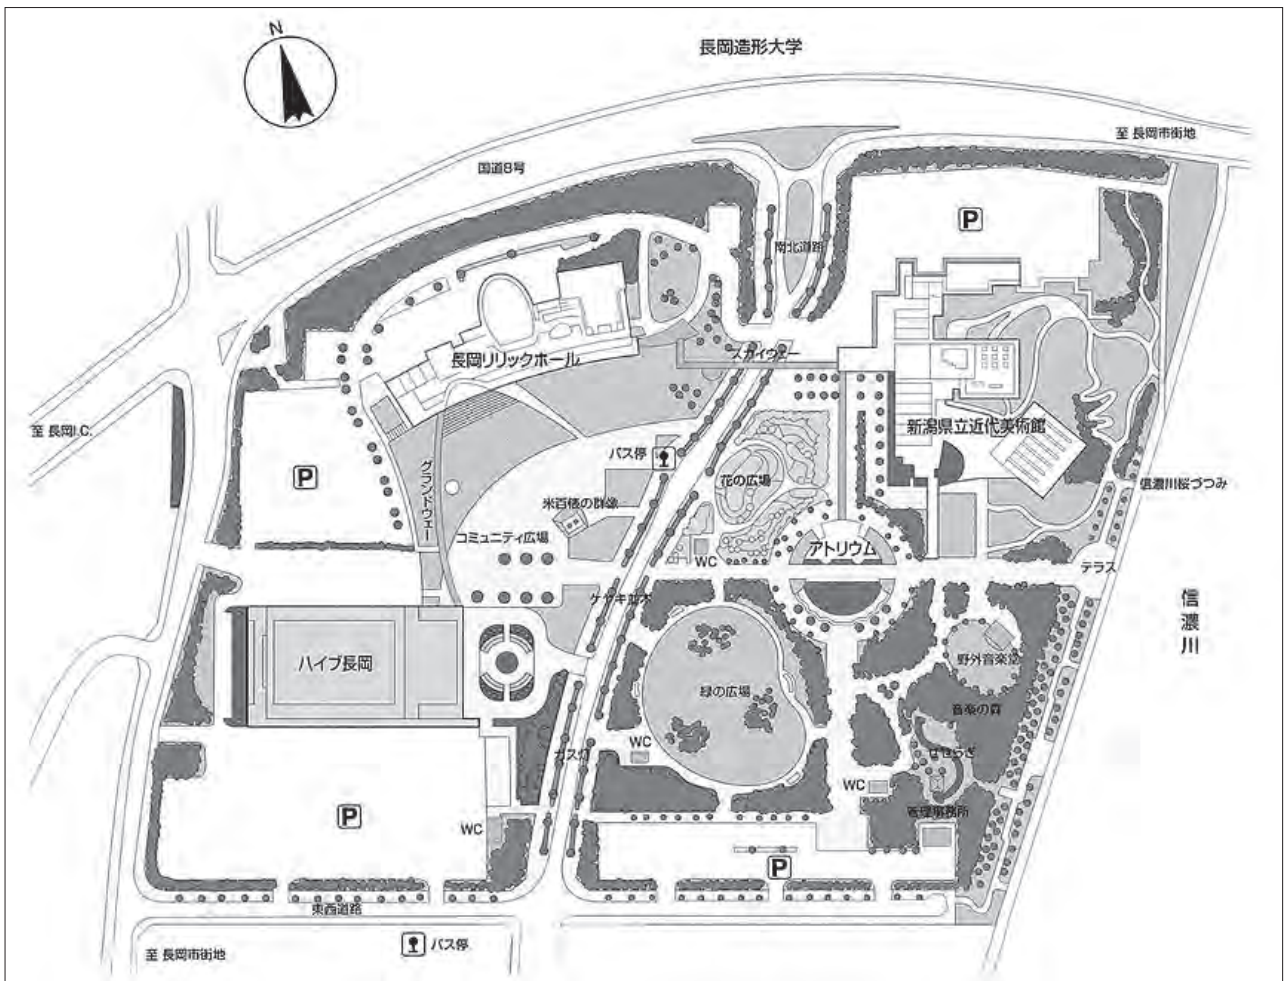 N
長岡造形大学
至 長岡市街地
国道8号
P
南北道路
スカイウェー
長岡リリックホール
至 長岡I.C.
新潟県立近代美術館
バス停
P
グランドウェー
花の広場
信濃川桜づつみ
米百俵の群像
コミュニティ広場
アトリウム
WC
テラス
ケヤキ並木
信濃川
ハイブ長岡
野外音楽堂
緑の広場
音楽の森
WC
ガス灯
せせらぎ
WC
P
管理事務所
WC
P
東西道路
バス停
至 長岡市街地